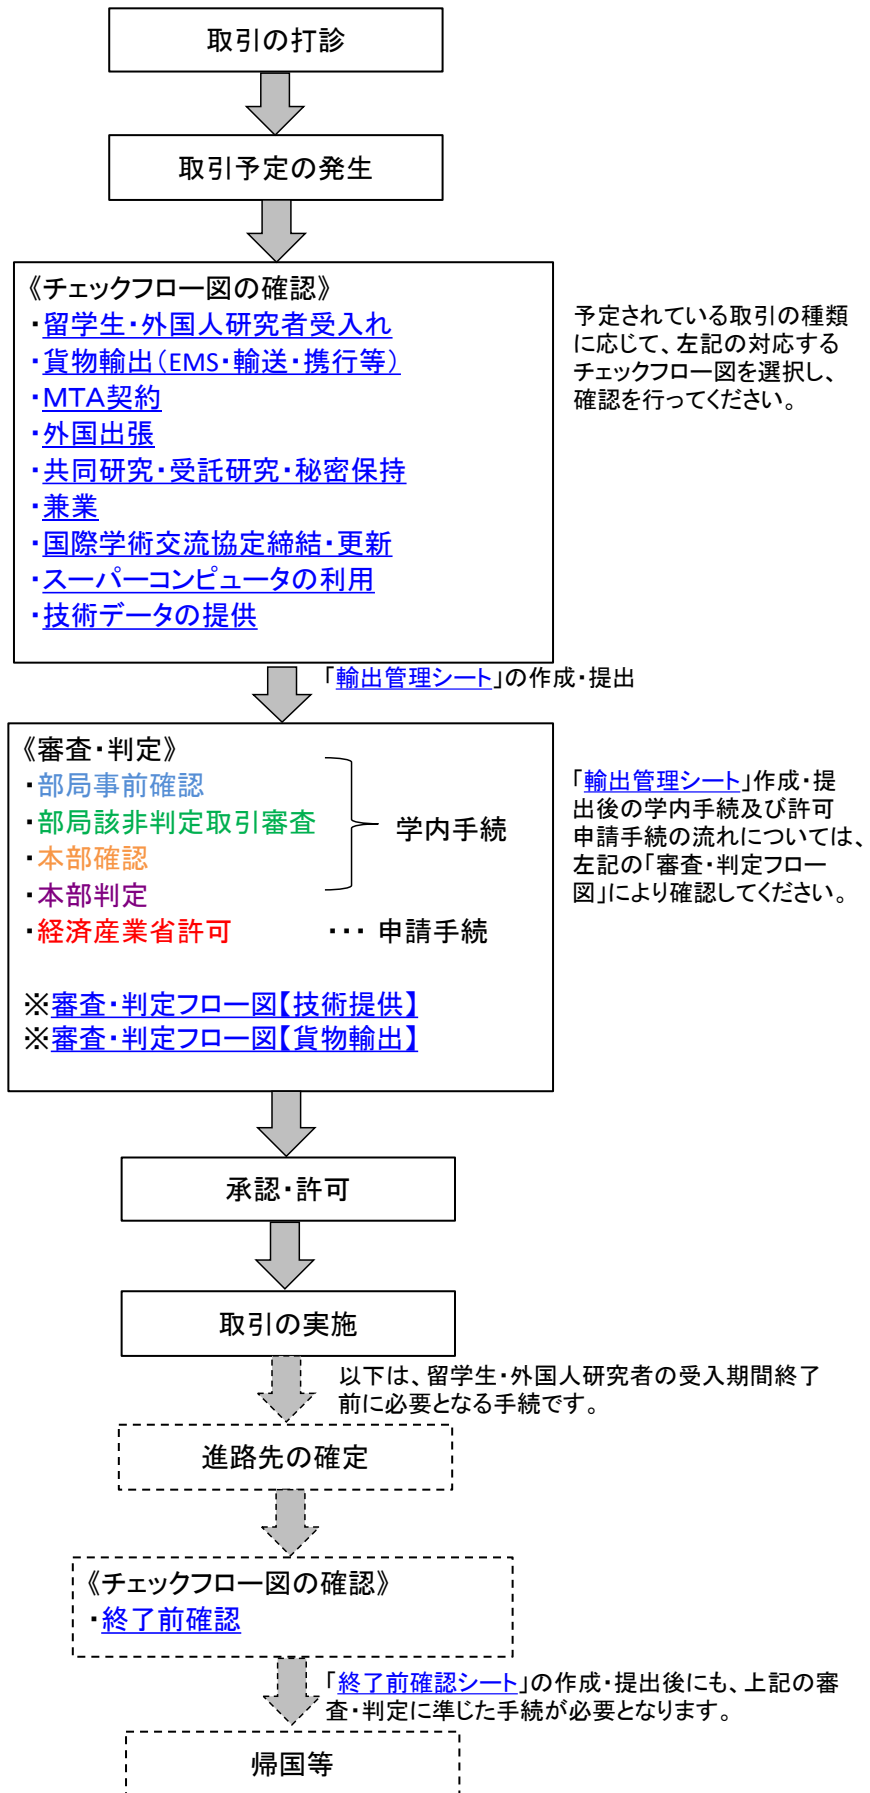 取引の打診
取引予定の発生
《チェックフロー図の確認》
・留学生・外国人研究者受入れ
・貨物輸出（EMS・輸送・携行等）
・MTA契約
・外国出張
・共同研究・受託研究・秘密保持
・兼業
・国際学術交流協定締結・更新
・スーパーコンピュータの利用
・技術データの提供
予定されている取引の種類
に応じて、左記の対応する
チェックフロー図を選択し、
確認を行ってください。
「輸出管理シート」の作成・提出
《審査・判定》
・部局事前確認
・部局該非判定取引審査
・本部確認
・本部判定
学内手続
・経済産業省許可 ・・・ 申請手続
※審査・判定フロー図【技術提供】
※審査・判定フロー図【貨物輸出】
「輸出管理シート」作成・提
出後の学内手続及び許可
申請手続の流れについては、
左記の「審査・判定フロー
図」により確認してください。
承認・許可
取引の実施
以下は、留学生・外国人研究者の受入期間終了
前に必要となる手続です。
進路先の確定
《チェックフロー図の確認》
・終了前確認
「終了前確認シート」の作成・提出後にも、上記の審
査・判定に準じた手続が必要となります。
帰国等